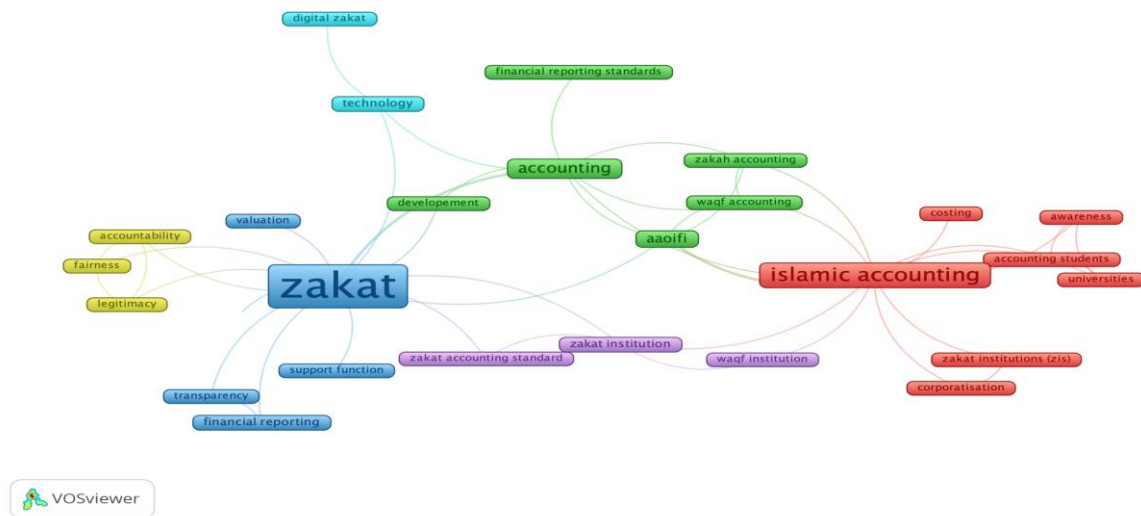 digital zakat
financial reporting standards
technology
accounting
zakah accounting
waqf accounting
developement
aaoifi
valuation
accountability
fairness
legitimacy
zakat
costing
awareness
accounting students
universities
islamic accounting
zakat institution
zakat accounting standard
waqf institution
zakat institutions (zis)
corporatisation
support function
transparency
financial reporting
VOSviewer